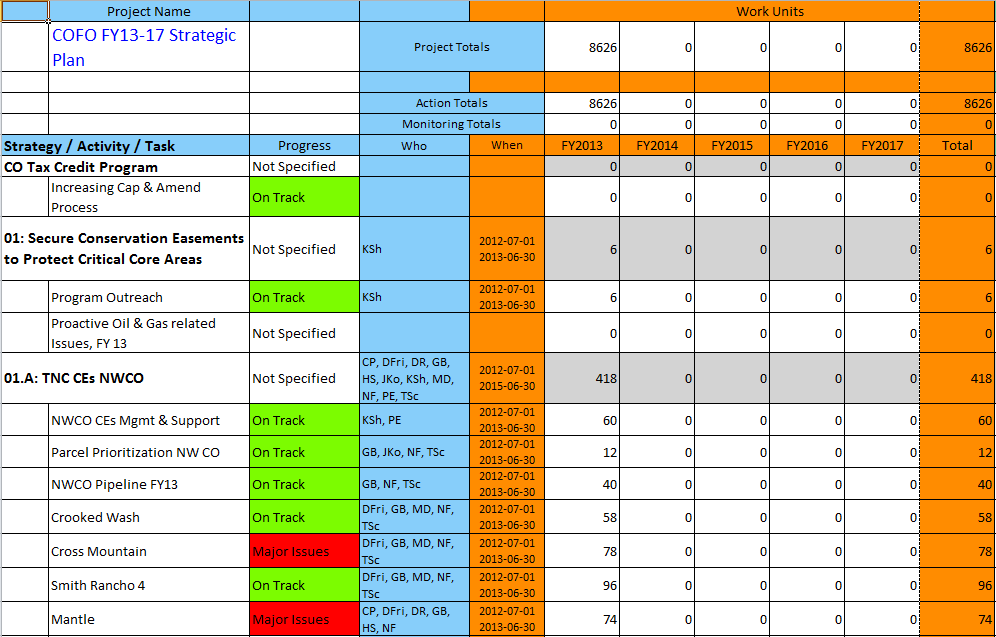 Project Name Work Units
COFO FY13-17 Strategic
Plan
Project Totals 8626 0 0 0 0 8626
Action Totals 8626 0 0 0 0 8626
Monitoring Totals 0 0 0 0 0 0
Strategy / Activity / Task Progress Who When FY2013 FY2014 FY2015 FY2016 FY2017 Total
CO Tax Credit Program Not Specified 0 0 0 0 0 0
Increasing Cap & Amend
Process
On Track 0 0 0 0 0 0
01: Secure Conservation Easements
to Protect Critical Core Areas
Not Specified KSh
2012-07-01
2013-06-30
6 0 0 0 0 6
Program Outreach On Track KSh
2012-07-01
2013-06-30
6 0 0 0 0 6
Proactive Oil & Gas related
Issues, FY 13
Not Specified 0 0 0 0 0 0
01.A: TNC CEs NWCO Not Specified
CP, DFri, DR, GB,
HS, JKo, KSh, MD,
NF, PE, TSc
2012-07-01
2015-06-30
418 0 0 0 0 418
NWCO CEs Mgmt & Support On Track KSh, PE
2012-07-01
2013-06-30
60 0 0 0 0 60
Parcel Prioritization NW CO On Track GB, JKo, NF, TSc
2012-07-01
2013-06-30
12 0 0 0 0 12
NWCO Pipeline FY13 On Track GB, NF, TSc
2012-07-01
2013-06-30
40 0 0 0 0 40
Crooked Wash On Track
DFri, GB, MD, NF,
TSc
2012-07-01
2013-06-30
58 0 0 0 0 58
Cross Mountain Major Issues
DFri, GB, MD, NF,
TSc
2012-07-01
2013-06-30
78 0 0 0 0 78
Smith Rancho 4 On Track
DFri, GB, MD, NF,
TSc
2012-07-01
2013-06-30
96 0 0 0 0 96
Mantle Major Issues
CP, DFri, DR, GB,
HS, NF
2012-07-01
2013-06-30
74 0 0 0 0 74